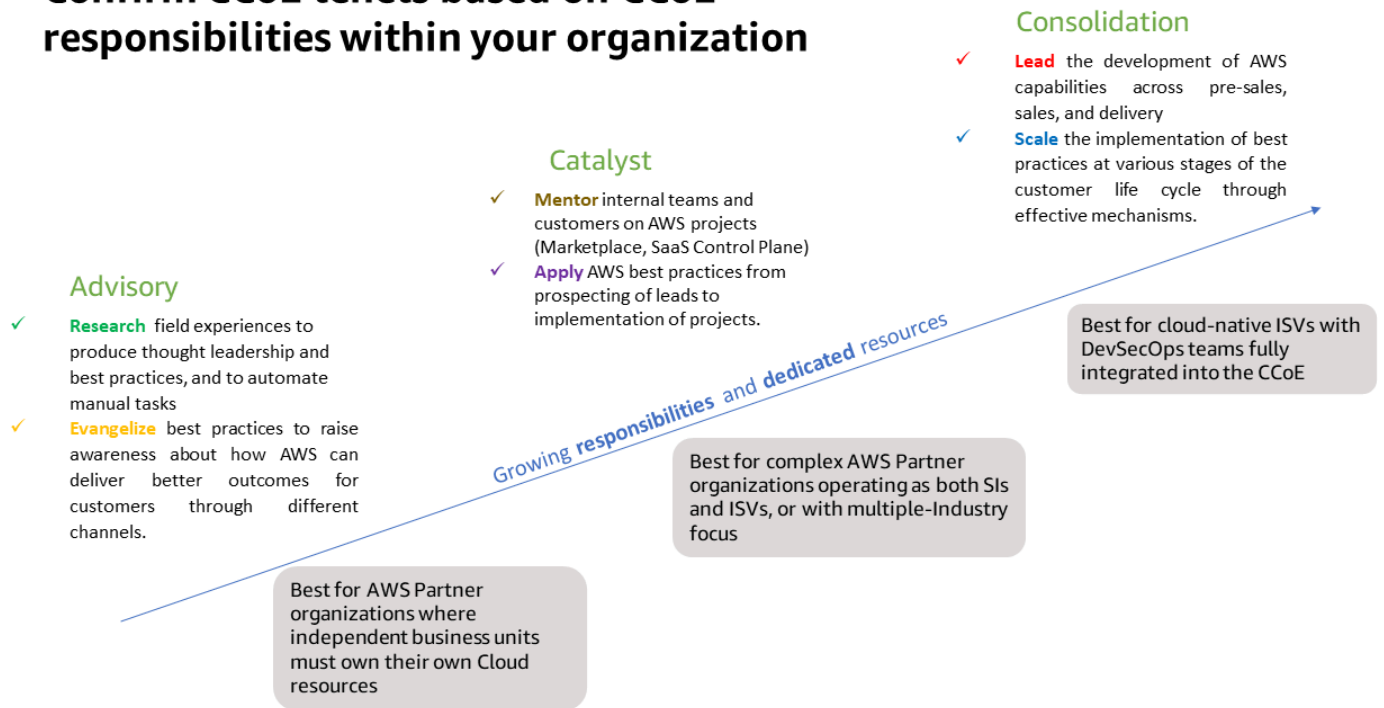 Confirm CCoE tenets based on CCoE
responsibilities within your organization
Consolidation
Lead the development of AWS
capabilities across pre-sales,
sales, and delivery
Scale the implementation of best
practices at various stages of the
customer life cycle through
effective mechanisms.
Catalyst
Mentor internal teams and
customers on AWS projects
(Marketplace, SaaS Control Plane)
Apply AWS best practices from
prospecting of leads to
implementation of projects.
Advisory
Research field experiences to
produce thought leadership and
best practices, and to automate
manual tasks
Evangelize best practices to raise
awareness about how AWS can
deliver better outcomes for
customers through different
channels.
Growing responsibilities and dedicated resources
Best for cloud-native ISVs with
DevSecOps teams fully
integrated into the CCoE
Best for complex AWS Partner
organizations operating as both SIs
and ISVs, or with multiple-Industry
focus
Best for AWS Partner
organizations where
independent business units
must own their own Cloud
resources